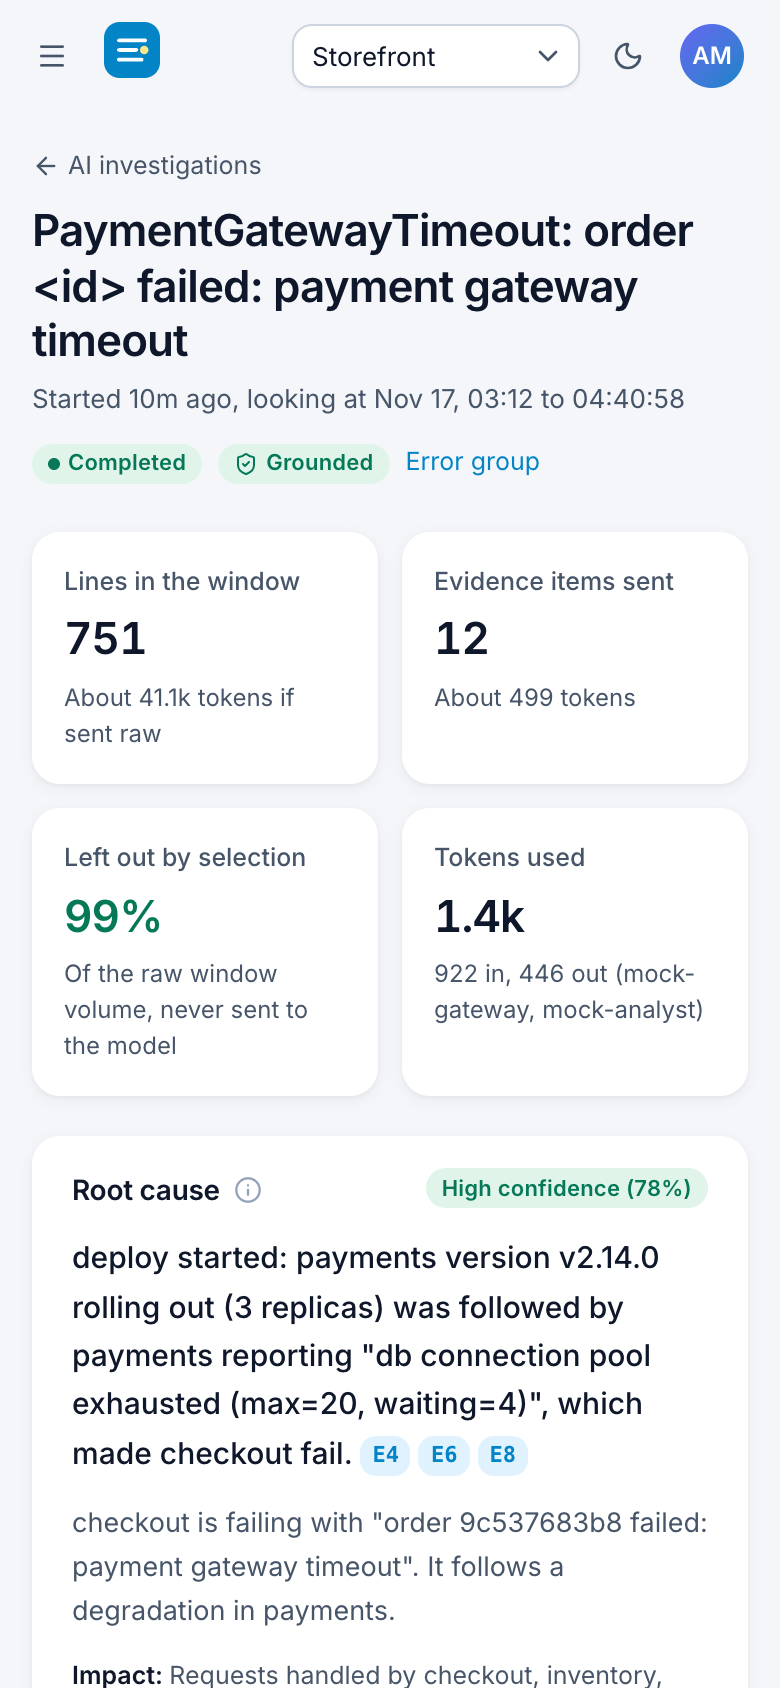 Storefront
AM
AI investigations
PaymentGatewayTimeout: order
<id> failed: payment gateway
timeout
Started 10m ago, looking at Nov 17, 03:12 to 04:40:58
Completed
Grounded
Error group
Lines in the window
751
About 41.1k tokens if
sent raw
Evidence items sent
12
About 499 tokens
Left out by selection
99%
Of the raw window
volume, never sent to
the model
Tokens used
1.4k
922 in, 446 out (mock-
gateway, mock-analyst)
Root cause
High confidence (78%)
deploy started: payments version v2.14.0
rolling out (3 replicas) was followed by
payments reporting "db connection pool
exhausted (max=20, waiting=4)", which
made checkout fail. E4 E6 E8
checkout is failing with "order 9c537683b8 failed:
payment gateway timeout". It follows a
degradation in payments.
Impact: Requests handled by checkout, inventory,